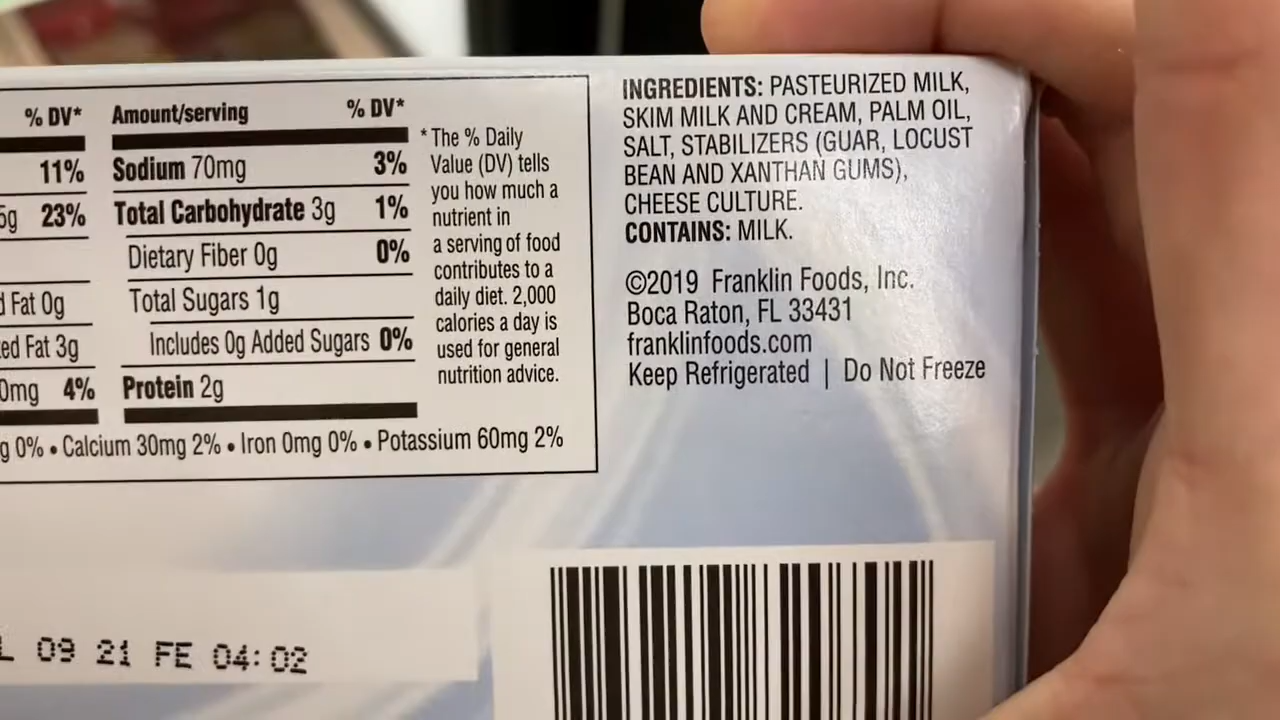 % DV*
11%
5g 23%
d Fat 0g
ed Fat 3g
0mg 4%
Amount/serving % DV*
Sodium 70mg 3%
Total Carbohydrate 3g 1%
Dietary Fiber 0g 0%
Total Sugars 1g
Includes 0g Added Sugars 0%
Protein 2g
g 0% • Calcium 30mg 2% • Iron 0mg 0% • Potassium 60mg 2%
* The % Daily
Value (DV) tells
you how much a
nutrient in
a serving of food
contributes to a
daily diet. 2,000
calories a day is
used for general
nutrition advice.
INGREDIENTS: PASTEURIZED MILK,
SKIM MILK AND CREAM, PALM OIL,
SALT, STABILIZERS (GUAR, LOCUST
BEAN AND XANTHAN GUMS),
CHEESE CULTURE.
CONTAINS: MILK.
©2019 Franklin Foods, Inc.
Boca Raton, FL 33431
franklinfoods.com
Keep Refrigerated | Do Not Freeze
L 09 21 FE 04:02